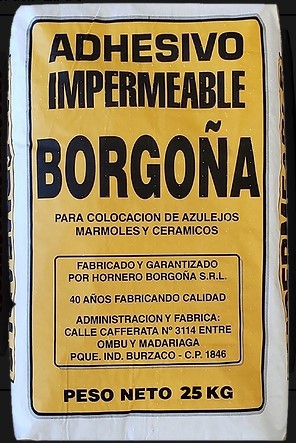 ADHESIVO
IMPERMEABLE
BORGOÑA
PARA COLOCACION DE AZULEJOS
MARMOLES Y CERAMICOS
FABRICADO Y GARANTIZADO
POR HORNERO BORGOÑA S.R.L.
40 AÑOS FABRICANDO CALIDAD
ADMINISTRACION Y FABRICA:
CALLE CAFFERATA N° 3114 ENTRE
OMBU Y MADARIAGA
PQUE. IND. BURZACO - C.P. 1846
PESO NETO 25 KG